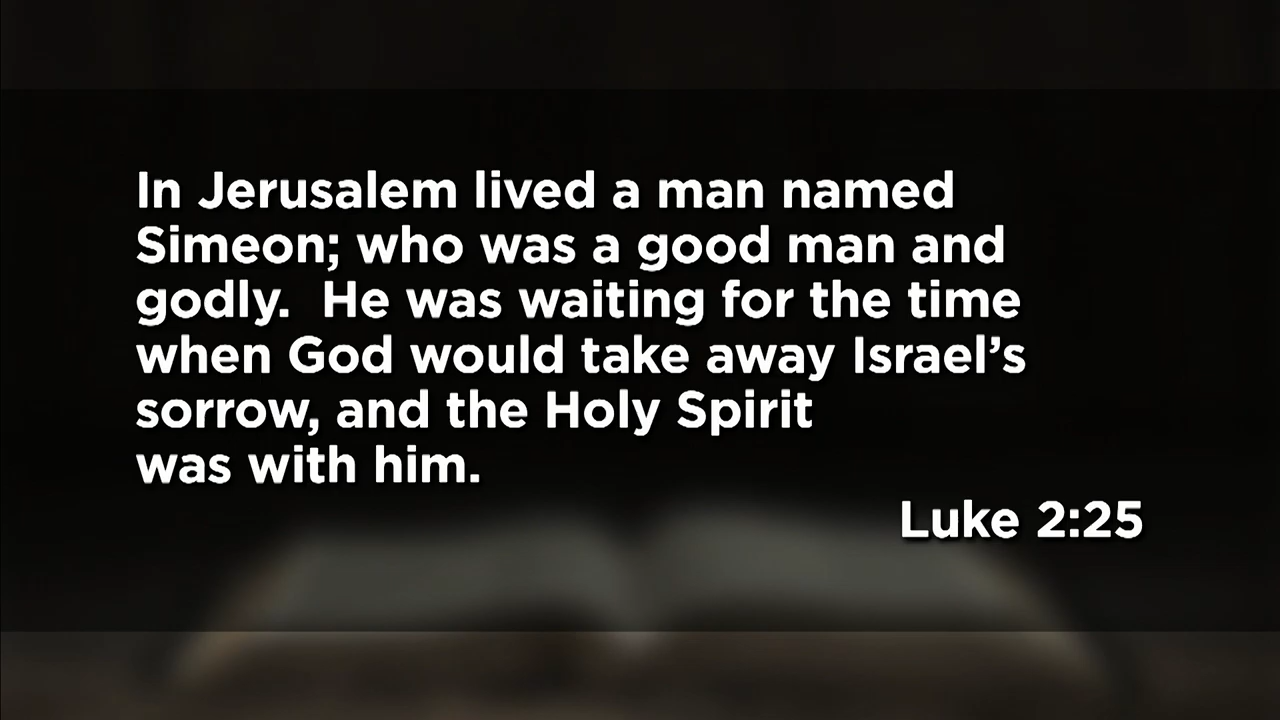 In Jerusalem lived a man named
Simeon; who was a good man and
godly.  He was waiting for the time
when God would take away Israel’s
sorrow, and the Holy Spirit
was with him.
Luke 2:25